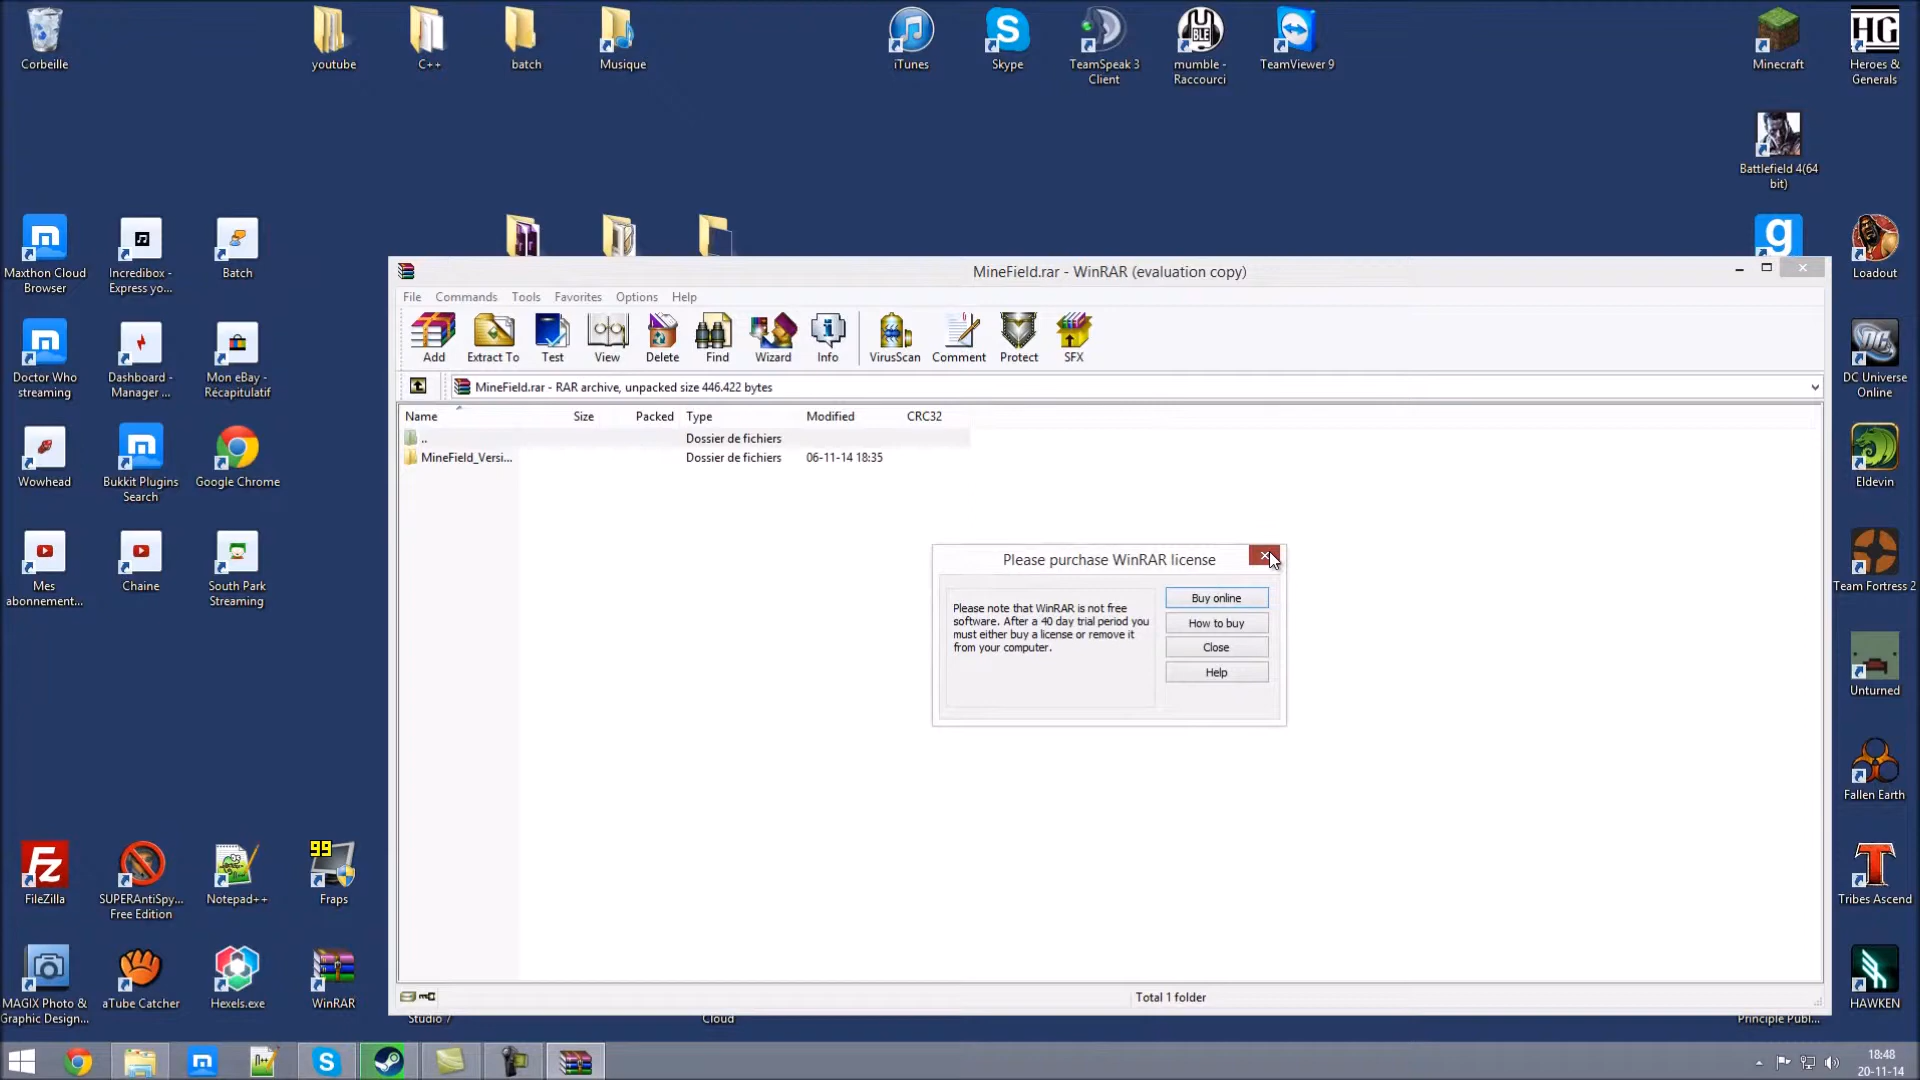 Corbeille
youtube
C++
batch
Musique
iTunes
Skype
TeamSpeak 3
Client
BLE
mumble -
Raccourci
TeamViewer 9
Minecraft
HG
Heroes &
Generals
Battlefield 4(64
bit)
Maxthon Cloud
Browser
Incredibox -
Express yo...
Batch
Loadout
MineField.rar - WinRAR (evaluation copy)
File
Commands
Tools
Favorites
Options
Help
Add
Extract To
Test
View
Delete
Find
Wizard
Info
VirusScan
Comment
Protect
SFX
Doctor Who
streaming
Dashboard -
Manager ...
Mon eBay -
Récapitulatif
DC Universe
Online
MineField.rar - RAR archive, unpacked size 446.422 bytes
Name
Size
Packed
Type
Modified
CRC32
..
Dossier de fichiers
MineField_Versi...
Dossier de fichiers
06-11-14 18:35
Wowhead
Bukkit Plugins
Search
Google Chrome
Eldevin
Mes
abonnement...
Chaine
South Park
Streaming
Team Fortress 2
Please purchase WinRAR license
Please note that WinRAR is not free
software. After a 40 day trial period you
must either buy a license or remove it
from your computer.
Buy online
How to buy
Close
Help
Unturned
Fallen Earth
FileZilla
SUPERAntiSpy...
Free Edition
Notepad++
99
Fraps
Tribes Ascend
MAGIX Photo &
Graphic Design...
aTube Catcher
Hexels.exe
WinRAR
HAWKEN
Total 1 folder
Studio 7
Cloud
Principle Publ...
18:48
20-11-14